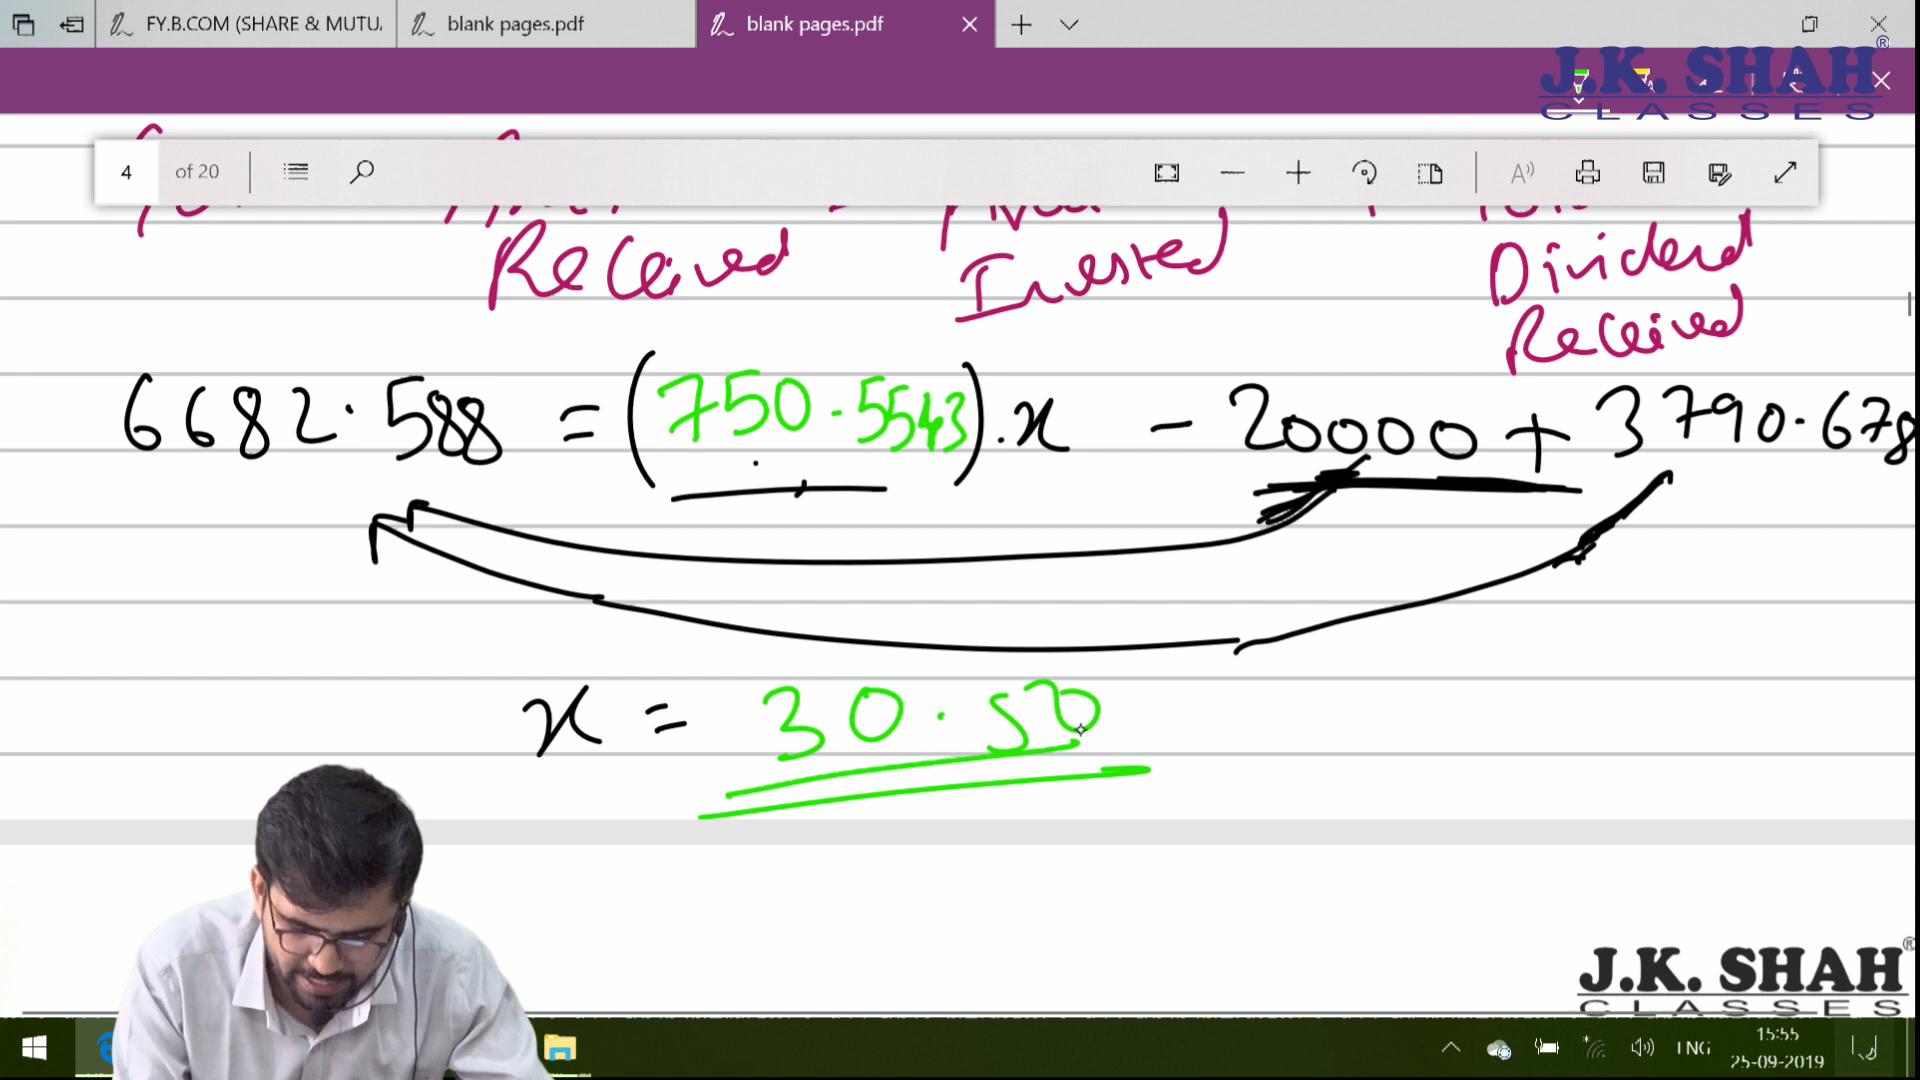 FY.B.COM (SHARE & MUTU
blank pages.pdf
blank pages.pdf
J.K. SHAH®
CLASSES
4 of 20
Received
Invested
Dividend
Received
6682.588 = (750.5543).x - 20000 + 3790.678
x = 30.50
J.K. SHAH®
CLASSES
ENG
15:55
25-09-2019